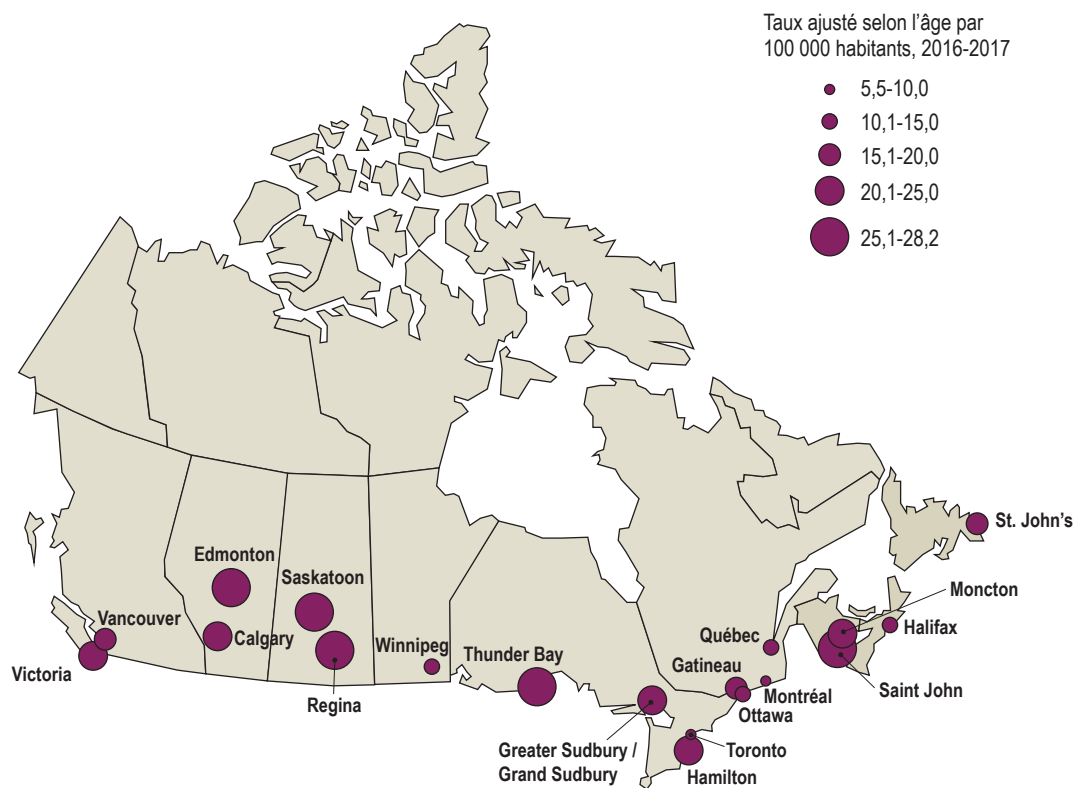 Taux ajusté selon l'âge par
100 000 habitants, 2016-2017
5,5-10,0
10,1-15,0
15,1-20,0
20,1-25,0
25,1-28,2
St. John's
Edmonton
Saskatoon
Moncton
Vancouver
Calgary
Winnipeg
Québec
Halifax
Thunder Bay
Gatineau
Victoria
Regina
Montréal
Saint John
Ottawa
Greater Sudbury /
Grand Sudbury
Toronto
Hamilton